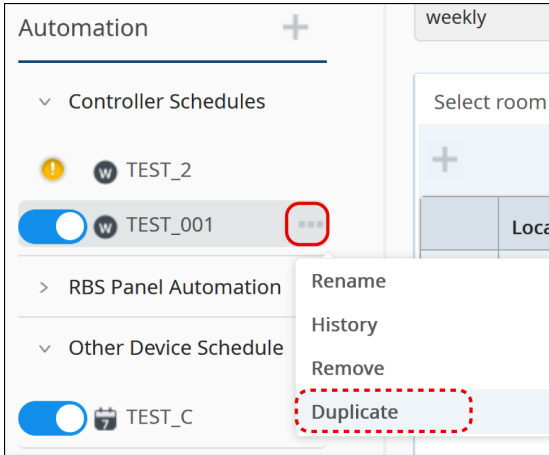 Automation
weekly
Controller Schedules
Select room
W TEST_2
W TEST_001
Loca
RBS Panel Automation
Rename
History
Other Device Schedule
Remove
Duplicate
7 TEST_C